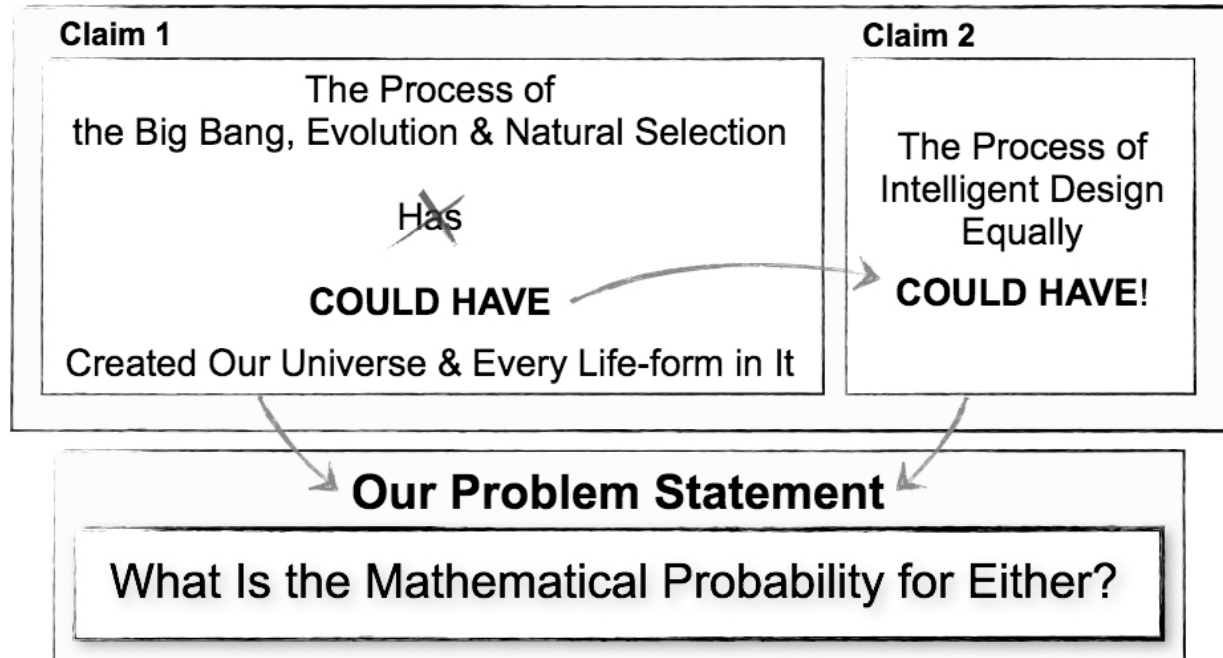 Claim 1
The Process of
the Big Bang, Evolution & Natural Selection
Has
COULD HAVE
Created Our Universe & Every Life-form in It
Claim 2
The Process of
Intelligent Design
Equally
COULD HAVE!
Our Problem Statement
What Is the Mathematical Probability for Either?